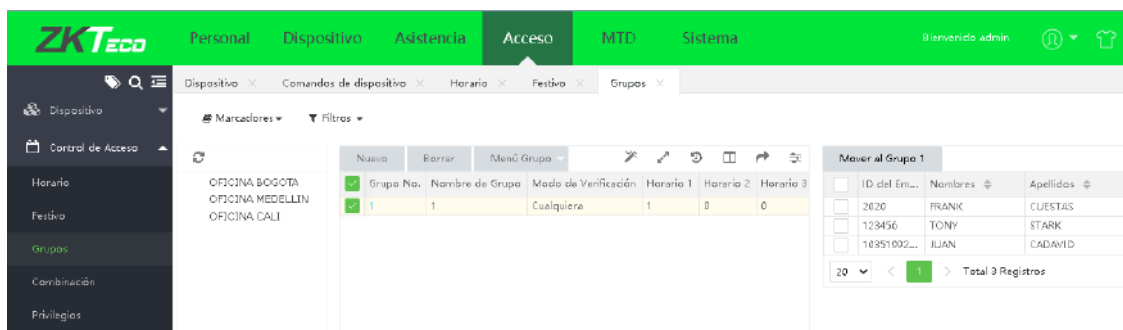 ZKTECO Personal Dispositivo Asistencia Acceso MTD Sistema Bienvenido admin
Dispositivo Comandos de dispositivo Horario Festivo Grupos
Dispositivo
Marcadores Filtros
Control de Acceso
Nuevo Borrar Menú Grupo
Mover al Grupo 1
Horario
OFICINA BOGOTA
OFICINA MEDELLIN
OFICINA CALI
Grupo No. Nombre de Grupo Modo de Verificación Horario 1 Horario 2 Horario 3
1 1 Cualquiera 1 0 0
ID del Em... Nombres Apellidos
2020 FRANK CUESTAS
123456 TONY STARK
10351992... JUAN CADAVID
20 < 1 > Total 3 Registros
Festivo
Grupos
Combinación
Privilegios